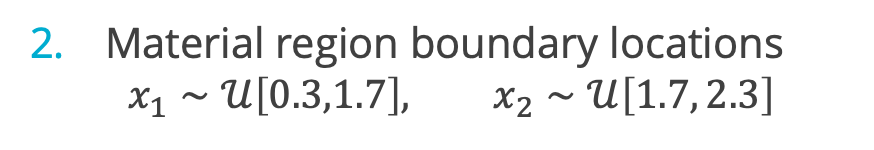 2. Material region boundary locations
x₁ ~ 𝒰[0.3,1.7], x₂ ~ 𝒰[1.7, 2.3]